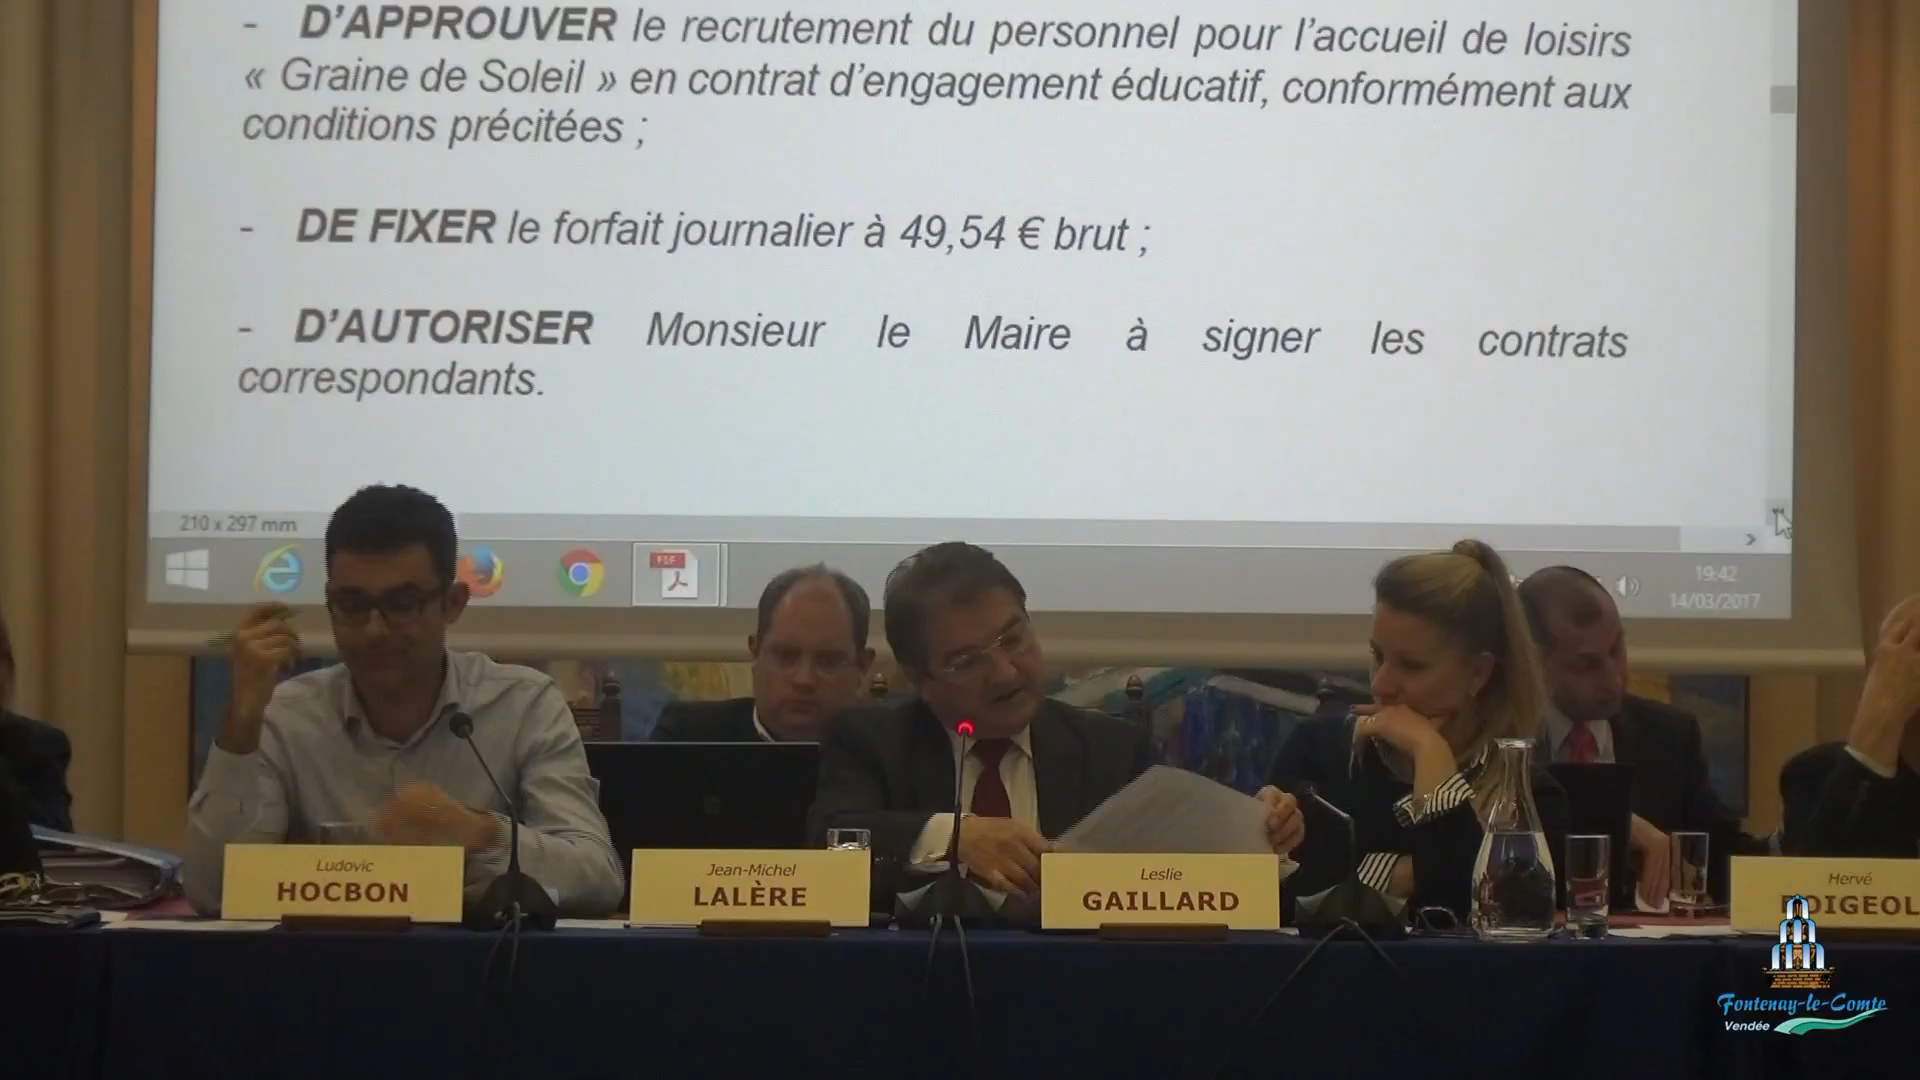 - D'APPROUVER le recrutement du personnel pour l'accueil de loisirs
« Graine de Soleil » en contrat d'engagement éducatif, conformément aux
conditions précitées ;
- DE FIXER le forfait journalier à 49,54 € brut ;
- D'AUTORISER Monsieur le Maire à signer les contrats
correspondants.
210 x 297 mm
PDF
19:42
14/03/2017
Ludovic
HOCBON
Jean-Michel
LALÈRE
Leslie
GAILLARD
Hervé
Fontenay-le-Comte
Vendée